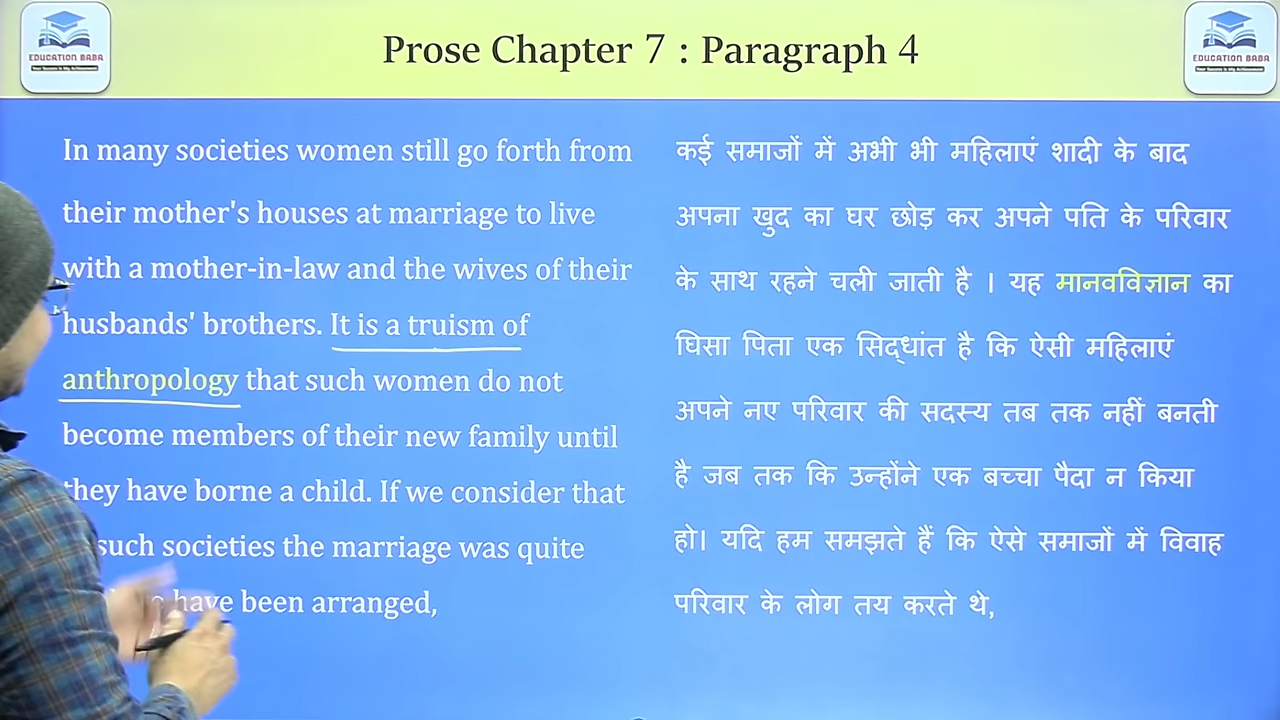 Prose Chapter 7 : Paragraph 4
EDUCATION BABA
EDUCATION BABA
In many societies women still go forth from
their mother's houses at marriage to live
with a mother-in-law and the wives of their
husbands' brothers. It is a truism of
anthropology that such women do not
become members of their new family until
they have borne a child. If we consider that
such societies the marriage was quite
have been arranged,
कई समाजों में अभी भी महिलाएं शादी के बाद
अपना खुद का घर छोड़ कर अपने पति के परिवार
के साथ रहने चली जाती है । यह मानवविज्ञान का
घिसा पिता एक सिद्धांत है कि ऐसी महिलाएं
अपने नए परिवार की सदस्य तब तक नहीं बनती
है जब तक कि उन्होंने एक बच्चा पैदा न किया
हो। यदि हम समझते हैं कि ऐसे समाजों में विवाह
परिवार के लोग तय करते थे,